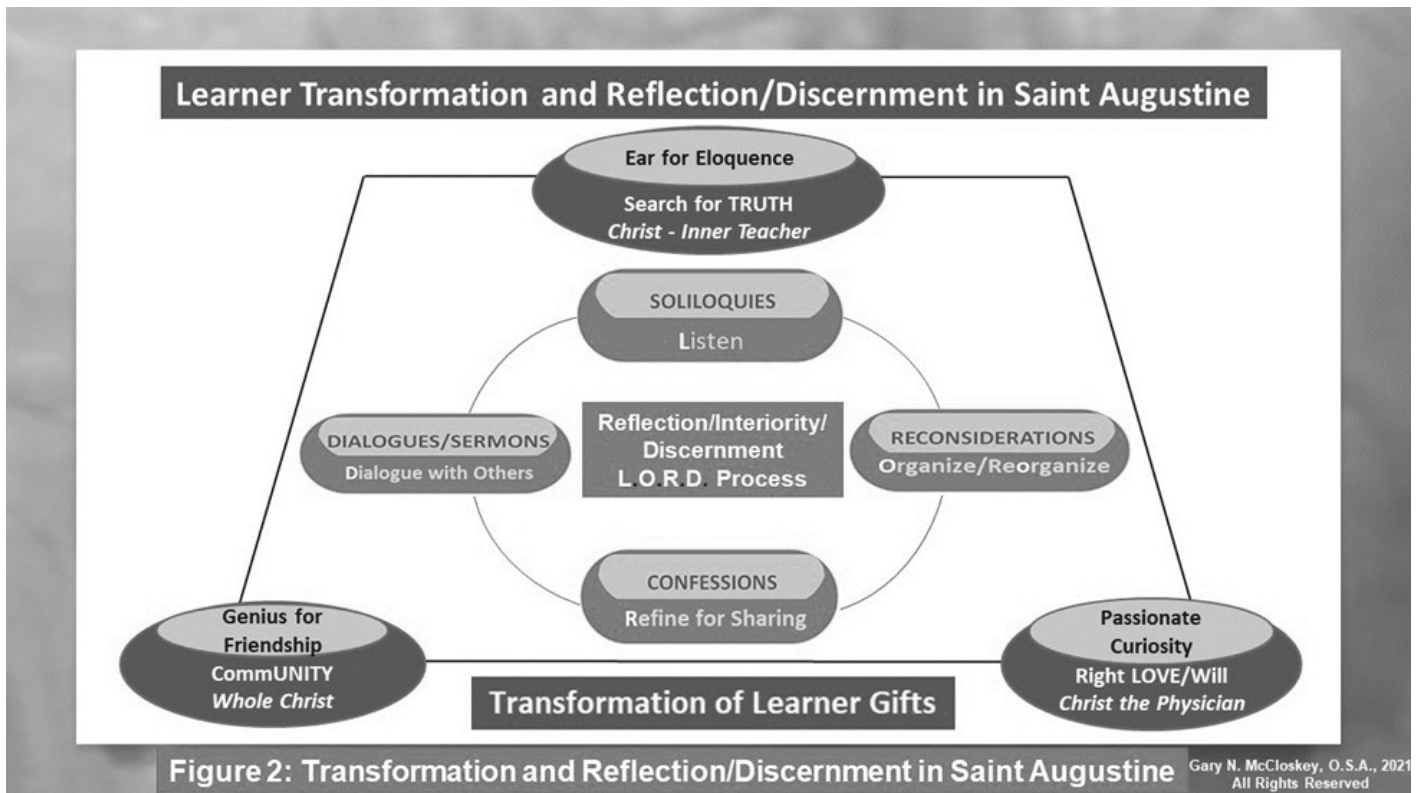 Learner Transformation and Reflection/Discernment in Saint Augustine
Ear for Eloquence
Search for TRUTH
Christ - Inner Teacher
SOLILOQUIES
Listen
DIALOGUES/SERMONS
Dialogue with Others
Reflection/Interiority/
Discernment
L.O.R.D. Process
RECONSIDERATIONS
Organize/Reorganize
CONFESSIONS
Refine for Sharing
Genius for
Friendship
CommUNITY
Whole Christ
Passionate
Curiosity
Right LOVE/Will
Christ the Physician
Transformation of Learner Gifts
Figure 2: Transformation and Reflection/Discernment in Saint Augustine
Gary N. McCloskey, O.S.A., 2021
All Rights Reserved